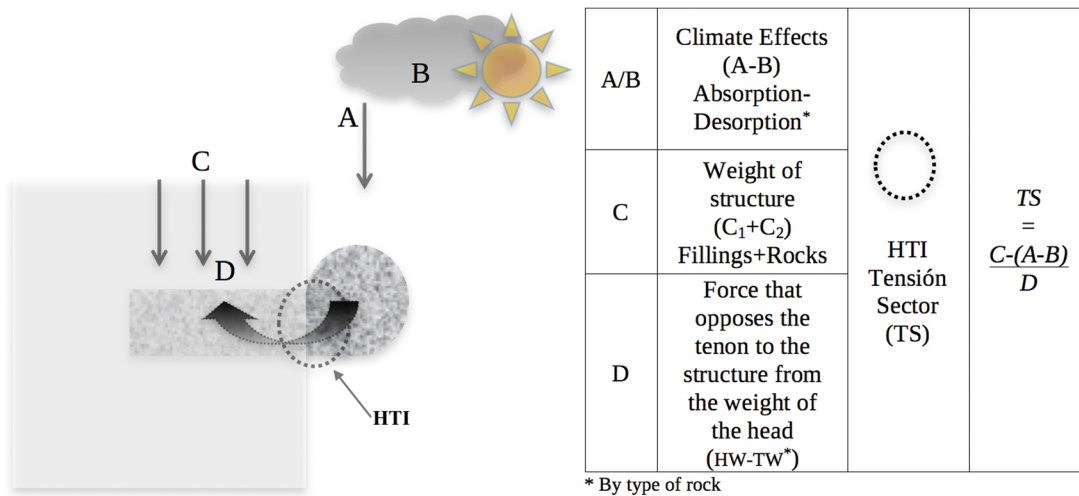 B
A
C
D
HTI
A/B
Climate Effects
(A-B)
Absorption-
Desorption*
C
Weight of
structure
(C₁+C₂)
Fillings+Rocks
D
Force that
opposes the
tenon to the
structure from
the weight of
the head
(HW-TW*)
HTI
Tensión
Sector
(TS)
TS
=
C-(A-B)
D
* By type of rock